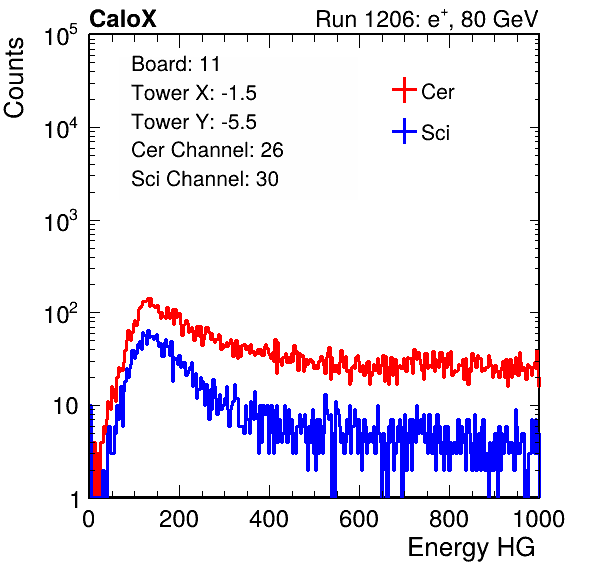 CaloX Run 1206: e⁺, 80 GeV
Counts
10⁵
10⁴
10³
10²
10
1
Board: 11
Tower X: -1.5
Tower Y: -5.5
Cer Channel: 26
Sci Channel: 30
Cer
Sci
0 200 400 600 800 1000
Energy HG